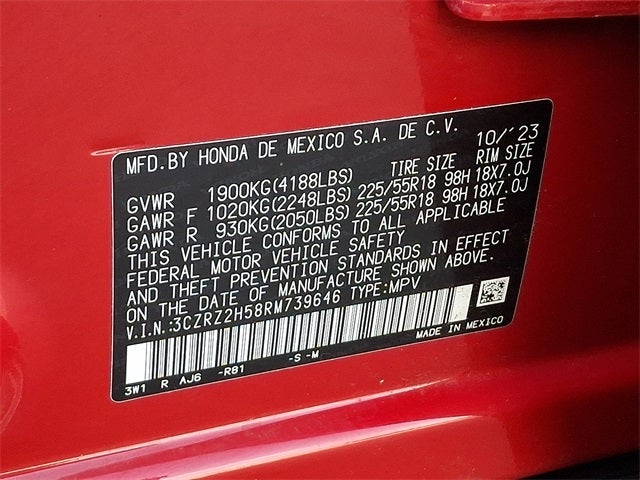 MFD.BY HONDA DE MEXICO S.A. DE C.V. 10/'23
TIRE SIZE RIM SIZE
GVWR 1900KG(4188LBS)
GAWR F 1020KG(2248LBS) 225/55R18 98H 18X7.0J
GAWR R 930KG(2050LBS) 225/55R18 98H 18X7.0J
THIS VEHICLE CONFORMS TO ALL APPLICABLE
FEDERAL MOTOR VEHICLE SAFETY
AND THEFT PREVENTION STANDARDS IN EFFECT
ON THE DATE OF MANUFACTURE SHOWN ABOVE.
V.I.N.:3CZRZ2H58RM739646 TYPE:MPV
MADE IN MEXICO
3W1 R AJ6 -R81 -S-M